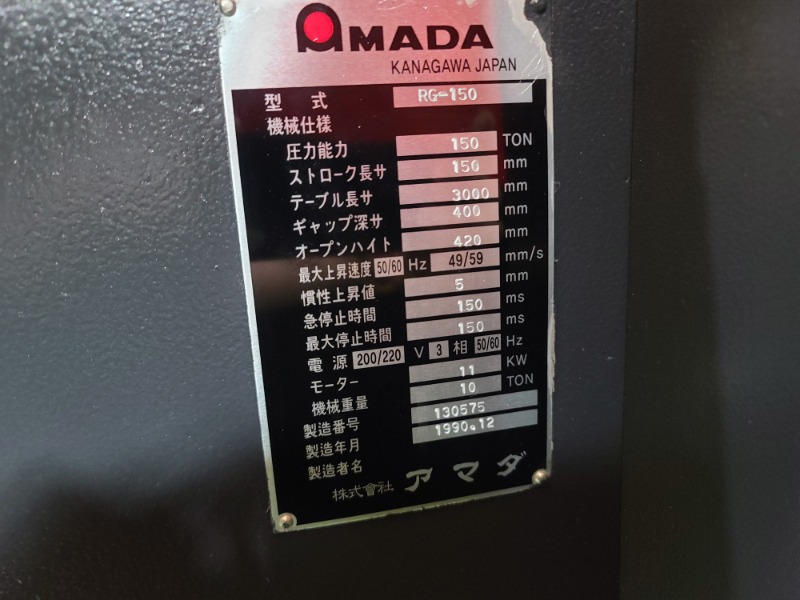 AMADA
KANAGAWA JAPAN
型 式 RG-150
機械仕様
圧力能力 150 TON
ストローク長サ 150 mm
テーブル長サ 3000 mm
ギャップ深サ 400 mm
オープンハイト 420 mm
最大上昇速度 50/60 Hz 49/59 mm/s
慣性上昇値 5 mm
急停止時間 150 ms
最大停止時間 150 ms
電 源 200/220 V 3 相 50/60 Hz
モーター 11 KW
機械重量 10 TON
製造番号 130575
製造年月 1990.12
製造者名
株式會社 アマダ